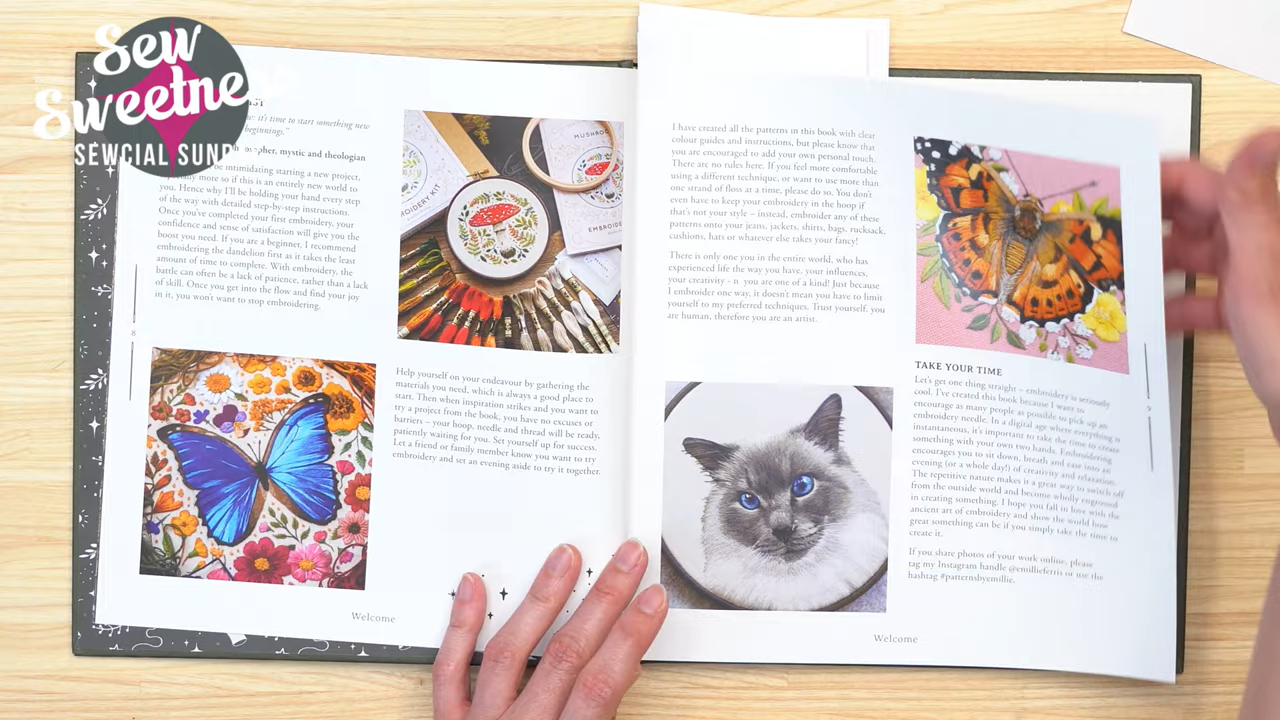 Sew
Sweetne
SEWCIAL SUND
: it's time to start something new
beginnings."
mystic and theologian
be intimidating starting a new project,
more so if this is an entirely new world to
you. Hence why I'll be holding your hand every step
of the way with detailed step-by-step instructions.
Once you've completed your first embroidery, your
confidence and sense of satisfaction will give you the
boost you need. If you are a beginner, I recommend
embroidering the dandelion first as it takes the least
amount of time to complete. With embroidery, the
battle can often be a lack of patience, rather than a lack
of skill. Once you get into the flow and find your joy
in it, you won't want to stop embroidering.
8
MUSHROO
EMBROIDE
BROIDERY KIT
Help yourself on your endeavour by gathering the
materials you need, which is always a good place to
start. Then when inspiration strikes and you want to
try a project from the book, you have no excuses or
barriers – your hoop, needle and thread will be ready,
patiently waiting for you. Set yourself up for success.
Let a friend or family member know you want to try
embroidery and set an evening aside to try it together.
Welcome
I have created all the patterns in this book with clear
colour guides and instructions, but please know that
you are encouraged to add your own personal touch.
There are no rules here. If you feel more comfortable
using a different technique, or want to use more than
one strand of floss at a time, please do so. You don't
even have to keep your embroidery in the hoop if
that's not your style – instead, embroider any of these
patterns onto your jeans, jackets, shirts, bags, rucksack,
cushions, hats or whatever else takes your fancy!
There is only one you in the entire world, who has
experienced life the way you have, your influences,
your creativity - n you are one of a kind! Just because
I embroider one way, it doesn't mean you have to limit
yourself to my preferred techniques. Trust yourself, you
are human, therefore you are an artist.
TAKE YOUR TIME
Let's get one thing straight – embroidery is seriously
cool. I've created this book because I want to
encourage as many people as possible to pick up an
embroidery needle. In a digital age where everything is
instantaneous, it's important to take the time to create
something with your own two hands. Embroidering
encourages you to sit down, breath and ease into an
evening (or a whole day!) of creativity and relaxation.
The repetitive nature makes it a great way to switch off
from the outside world and become wholly engrossed
in creating something. I hope you fall in love with the
ancient art of embroidery and show the world how
great something can be if you simply take the time to
create it.
If you share photos of your work online, please
tag my Instagram handle @emillieferris or use the
hashtag #patternsbyemillie.
9
Welcome